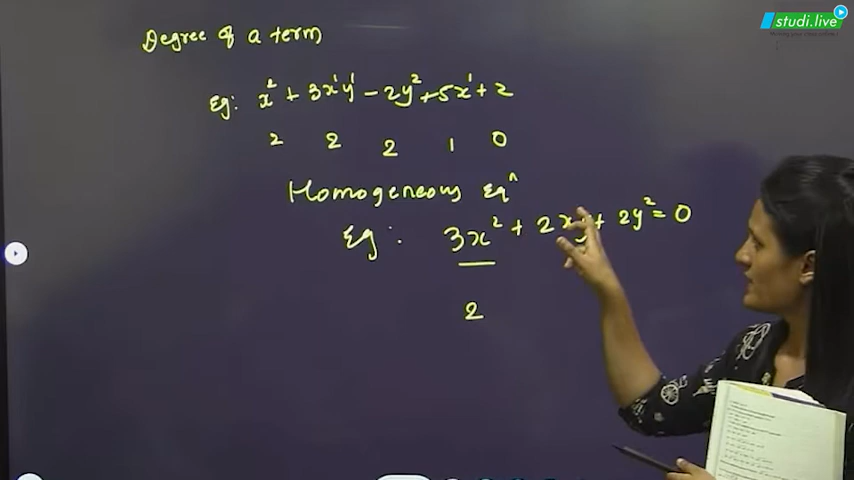 studi.live
Degree of a term
Eg: x² + 3x¹y¹ - 2y² + 5x¹ + 2
2 2 2 1 0
Homogeneous Eqⁿ
Eg: 3x² + 2xy + 2y² = 0
2